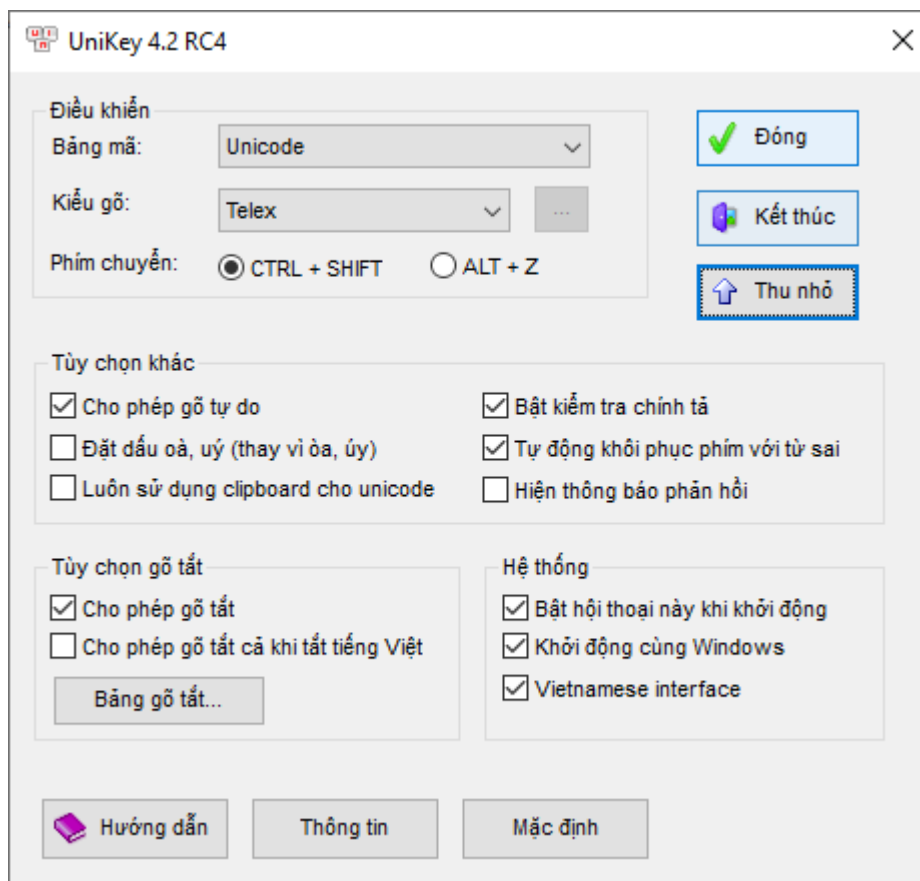 UniKey 4.2 RC4
Điều khiển
Bảng mã: Unicode
Đóng
Kiểu gõ: Telex ...
Kết thúc
Phím chuyển: CTRL + SHIFT ALT + Z
Thu nhỏ
Tùy chọn khác
Cho phép gõ tự do
Bật kiểm tra chính tả
Đặt dấu oà, uý (thay vì òa, úy)
Tự động khôi phục phím với từ sai
Luôn sử dụng clipboard cho unicode
Hiện thông báo phản hồi
Tùy chọn gõ tắt
Hệ thống
Cho phép gõ tắt
Bật hội thoại này khi khởi động
Cho phép gõ tắt cả khi tắt tiếng Việt
Khởi động cùng Windows
Bảng gõ tắt...
Vietnamese interface
Hướng dẫn
Thông tin
Mặc định